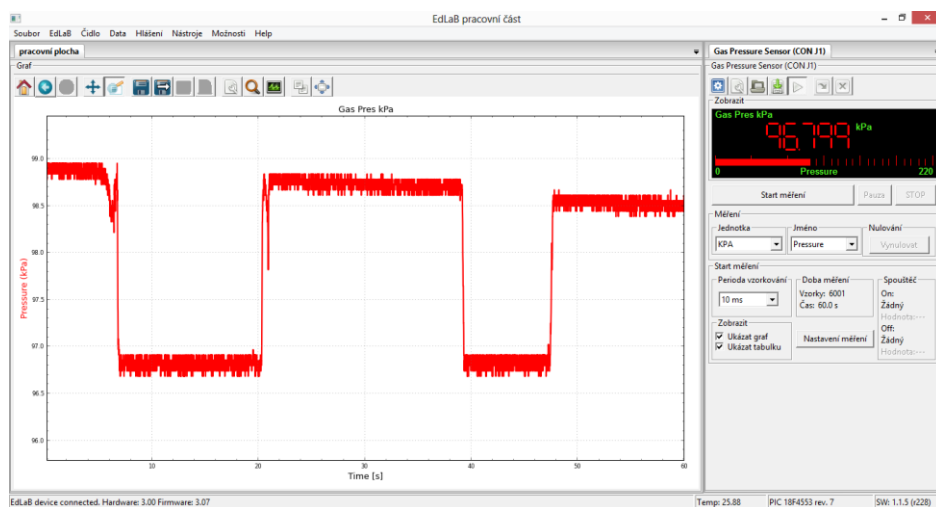 EdLaB pracovní část
Soubor EdLaB Čidlo Data Hlášení Nástroje Možnosti Help
pracovní plocha
Graf
Gas Pres kPa
99.0
98.5
98.0
97.5
97.0
96.5
96.0
Pressure (kPa)
10 20 30 40 50 60
Time [s]
Gas Pressure Sensor (CON J1)
Gas Pressure Sensor (CON J1)
Zobrazit
Gas Pres kPa
96.799 kPa
0 Pressure 220
Start měření Pauza STOP
Měření
Jednotka Jméno Nulování
KPA Pressure Vynulovat
Start měření
Perioda vzorkování Doba měření Spouštěč
10 ms
Vzorky: 6001
Čas: 60.0 s
On:
Žádný
Hodnota:---
Off:
Žádný
Hodnota:---
Zobrazit
Ukázat graf
Ukázat tabulku
Nastavení měření
EdLaB device connected. Hardware: 3.00 Firmware: 3.07 Temp: 25.88 PIC 18F4553 rev. 7 SW: 1.1.5 (r228)